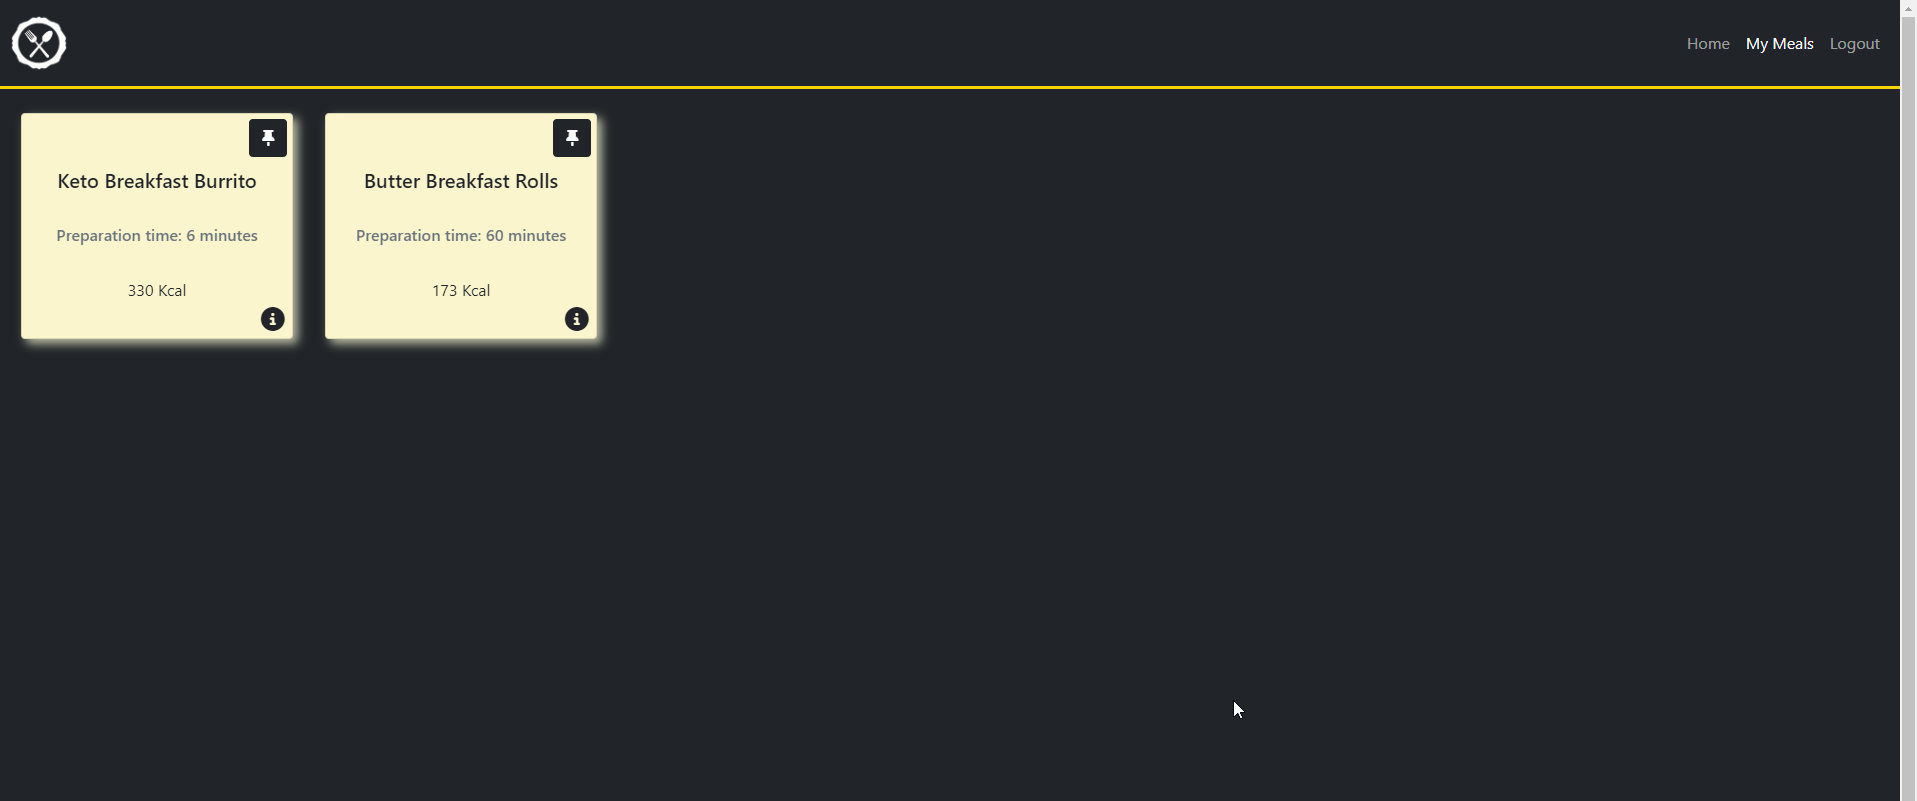 Home My Meals Logout
Keto Breakfast Burrito
Preparation time: 6 minutes
330 Kcal
Butter Breakfast Rolls
Preparation time: 60 minutes
173 Kcal